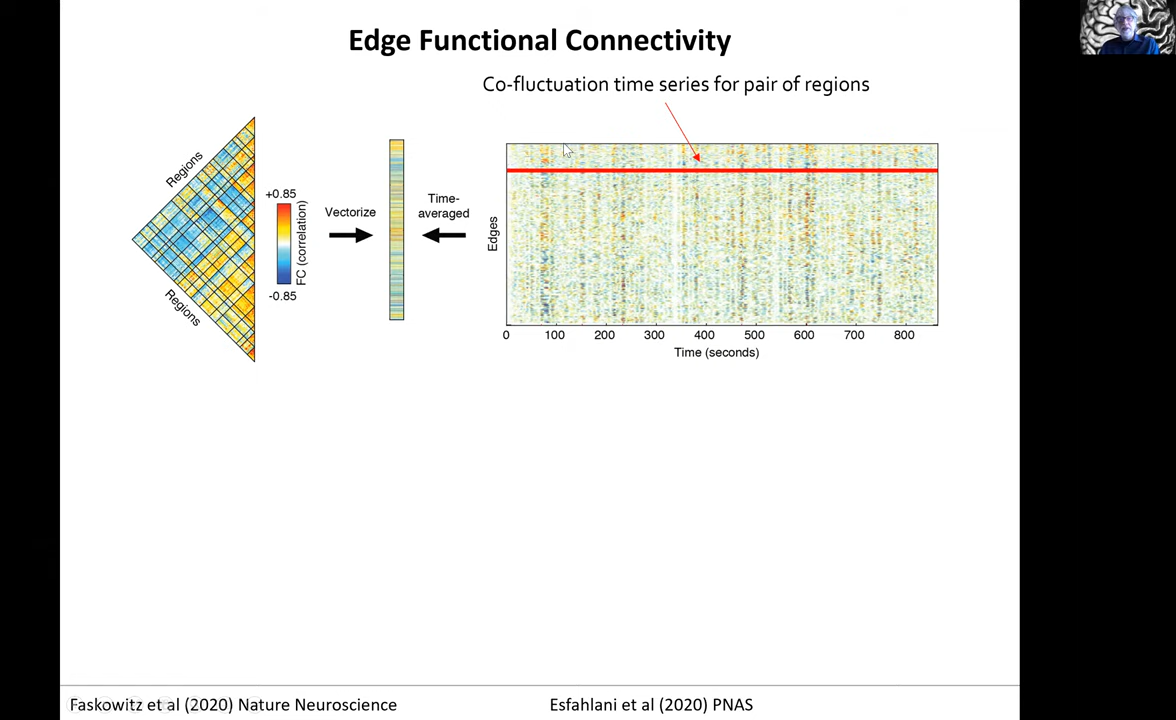 Edge Functional Connectivity
Co-fluctuation time series for pair of regions
Regions
+0.85
FC (correlation)
-0.85
Regions
Vectorize
Time-
averaged
Edges
0 100 200 300 400 500 600 700 800
Time (seconds)
Faskowitz et al (2020) Nature Neuroscience
Esfahlani et al (2020) PNAS